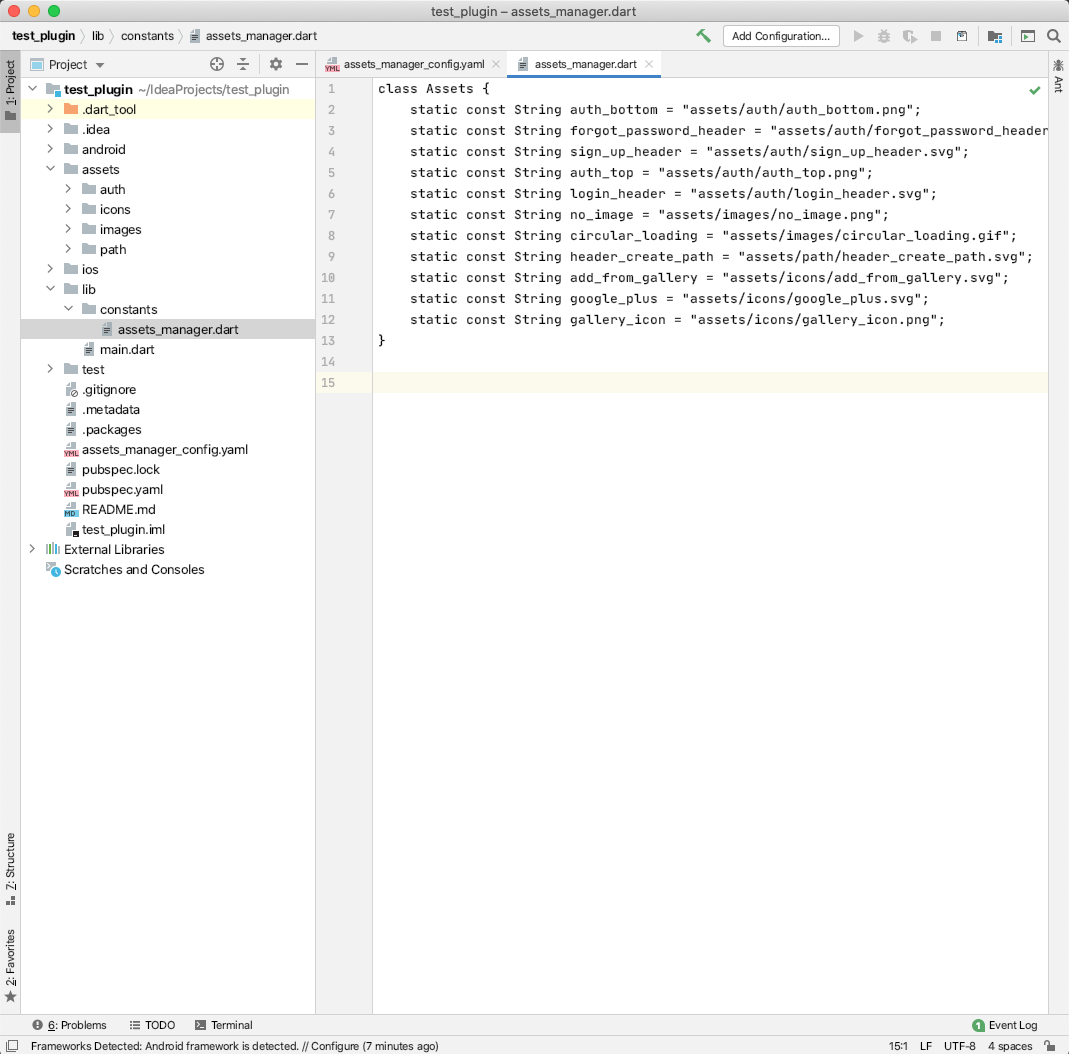 test_plugin – assets_manager.dart
test_plugin lib constants assets_manager.dart
Add Configuration...
1: Project
Project
test_plugin ~/IdeaProjects/test_plugin
.dart_tool
.idea
android
assets
auth
icons
images
path
ios
lib
constants
assets_manager.dart
main.dart
test
.gitignore
.metadata
.packages
assets_manager_config.yaml
pubspec.lock
pubspec.yaml
README.md
test_plugin.iml
External Libraries
Scratches and Consoles
assets_manager_config.yaml assets_manager.dart
1 class Assets {
2 static const String auth_bottom = "assets/auth/auth_bottom.png";
3 static const String forgot_password_header = "assets/auth/forgot_password_header
4 static const String sign_up_header = "assets/auth/sign_up_header.svg";
5 static const String auth_top = "assets/auth/auth_top.png";
6 static const String login_header = "assets/auth/login_header.svg";
7 static const String no_image = "assets/images/no_image.png";
8 static const String circular_loading = "assets/images/circular_loading.gif";
9 static const String header_create_path = "assets/path/header_create_path.svg";
10 static const String add_from_gallery = "assets/icons/add_from_gallery.svg";
11 static const String google_plus = "assets/icons/google_plus.svg";
12 static const String gallery_icon = "assets/icons/gallery_icon.png";
13 }
14
15
Ant
Z: Structure
2: Favorites
6: Problems TODO Terminal
1 Event Log
Frameworks Detected: Android framework is detected. // Configure (7 minutes ago)
15:1 LF UTF-8 4 spaces